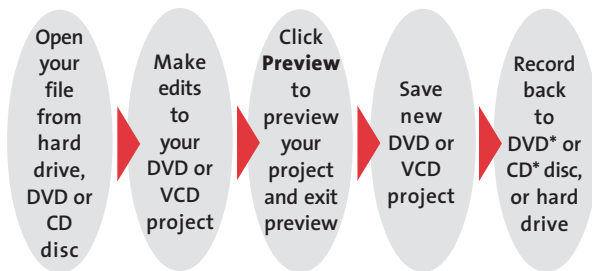 Open
your
file
from
hard
drive,
DVD or
CD
disc
Make
edits
to
your
DVD or
VCD
project
Click
Preview
to
preview
your
project
and exit
preview
Save
new
DVD or
VCD
project
Record
back
to
DVD* or
CD* disc,
or hard
drive